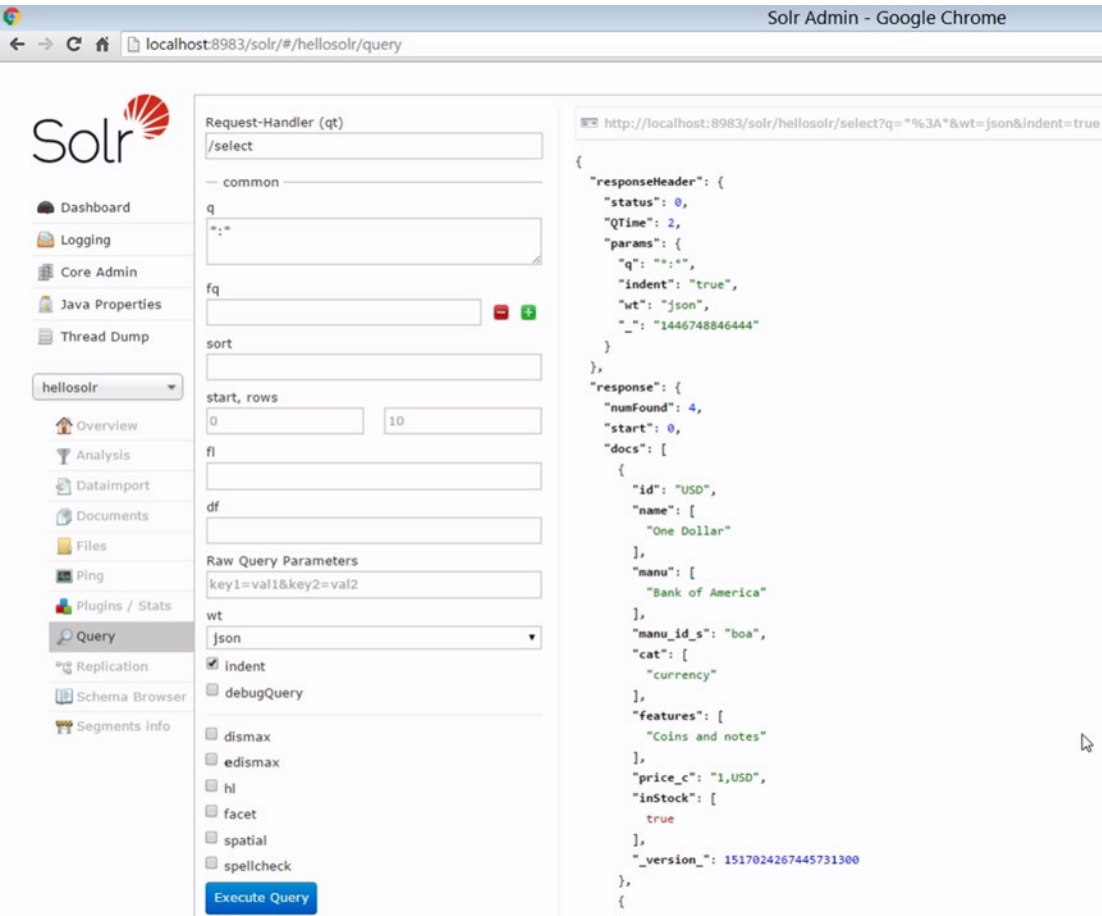 Solr Admin - Google Chrome
localhost:8983/solr/#/hellosolr/query
Solr
Dashboard
Logging
Core Admin
Java Properties
Thread Dump
hellosolr
Overview
Analysis
Dataimport
Documents
Files
Ping
Plugins / Stats
Query
Replication
Schema Browser
Segments info
Request-Handler (qt)
/select
common
q
*:*
fq
sort
start, rows
0 10
fl
df
Raw Query Parameters
key1=val1&key2=val2
wt
json
indent
debugQuery
dismax
edismax
hl
facet
spatial
spellcheck
Execute Query
http://localhost:8983/solr/hellosolr/select?q=*%3A*&wt=json&indent=true
{
"responseHeader": {
"status": 0,
"QTime": 2,
"params": {
"q": "*:*",
"indent": "true",
"wt": "json",
"_": "1446748846444"
}
},
"response": {
"numFound": 4,
"start": 0,
"docs": [
{
"id": "USD",
"name": [
"One Dollar"
],
"manu": [
"Bank of America"
],
"manu_id_s": "boa",
"cat": [
"currency"
],
"features": [
"Coins and notes"
],
"price_c": "1,USD",
"inStock": [
true
],
"_version_": 1517024267445731300
},
{